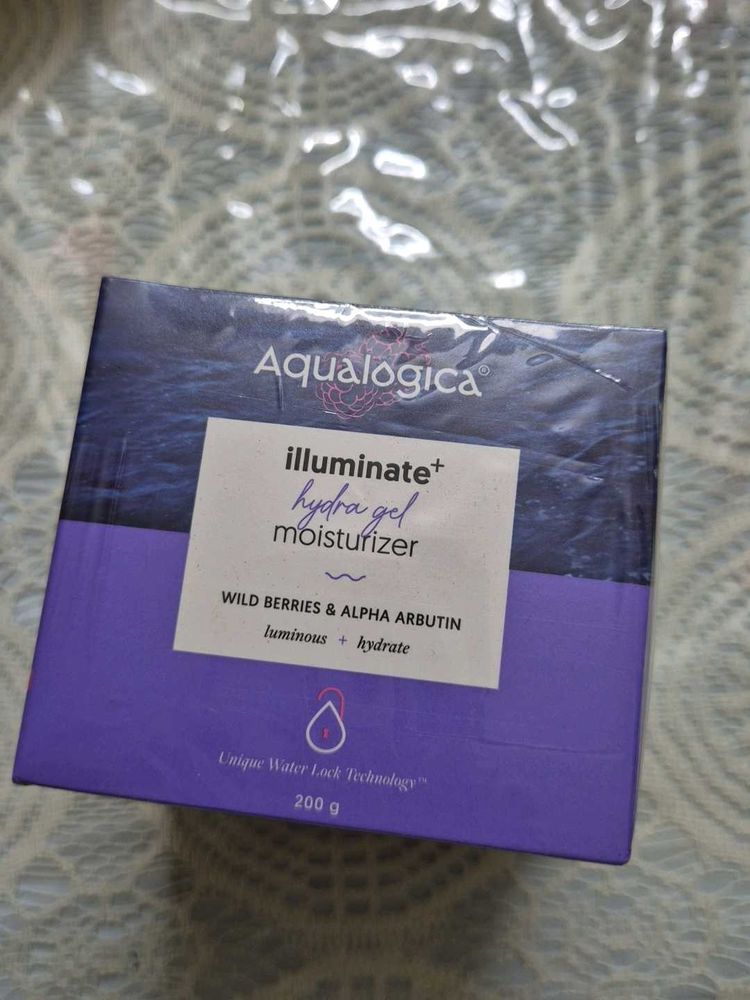 Aqualogica®
illuminate+
hydra gel
moisturizer
WILD BERRIES & ALPHA ARBUTIN
luminous + hydrate
Unique Water Lock Technology™
200 g